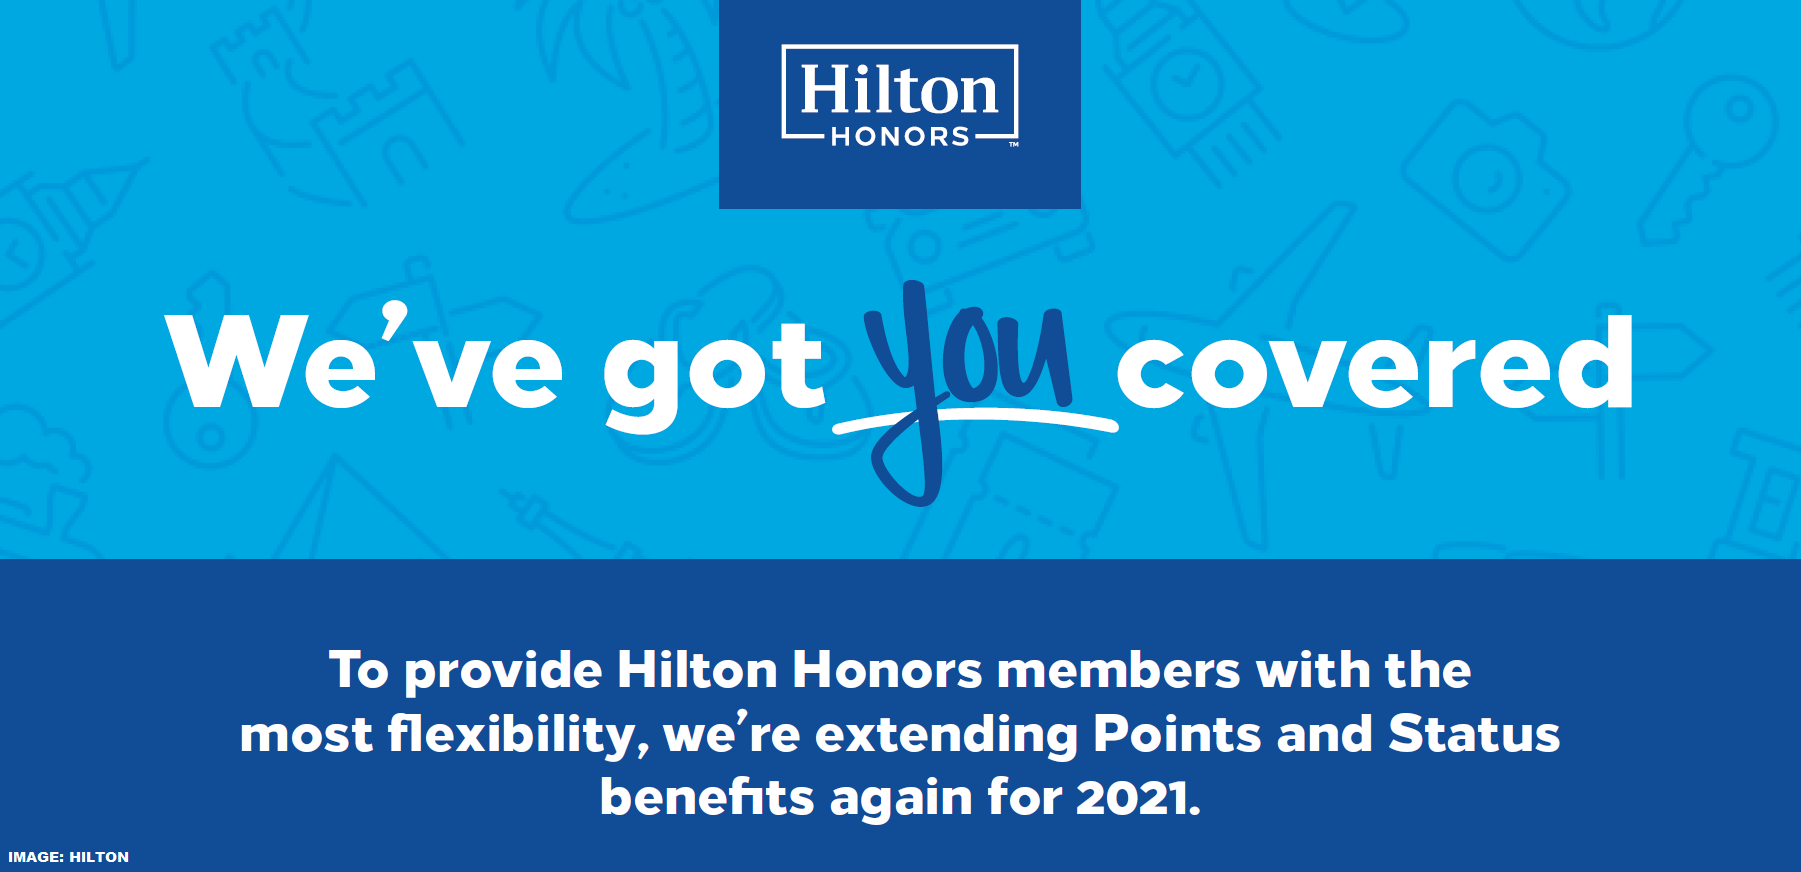 Hilton
HONORS™
We’ve got you covered
To provide Hilton Honors members with the
most flexibility, we’re extending Points and Status
benefits again for 2021.
IMAGE: HILTON